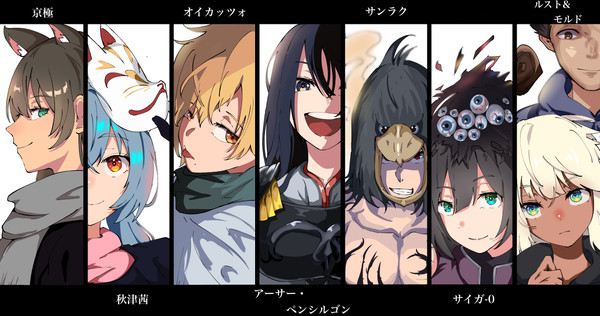 京極
オイカッツォ
サンラク
ルスト&
モルド
秋津茜
アーサー・
ペンシルゴン
サイガ-0